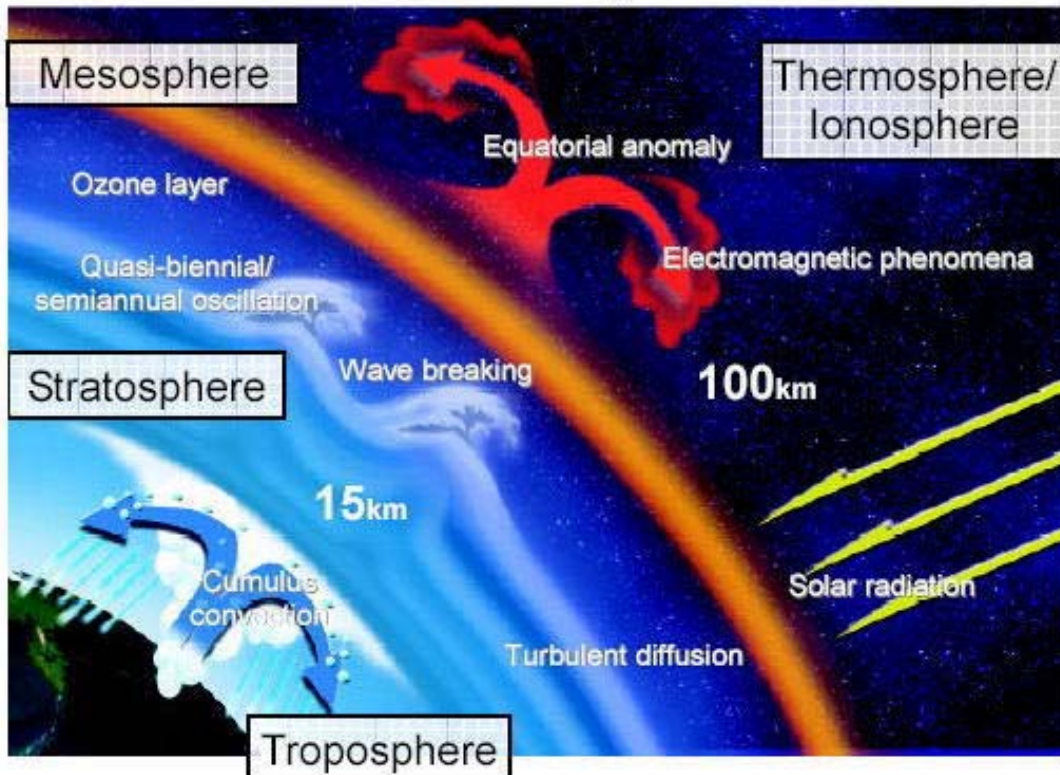 Mesosphere
Thermosphere/
Ionosphere
Equatorial anomaly
Ozone layer
Electromagnetic phenomena
Quasi-biennial/
semiannual oscillation
Stratosphere
Wave breaking
100km
15km
Cumulus
convection
Solar radiation
Turbulent diffusion
Troposphere